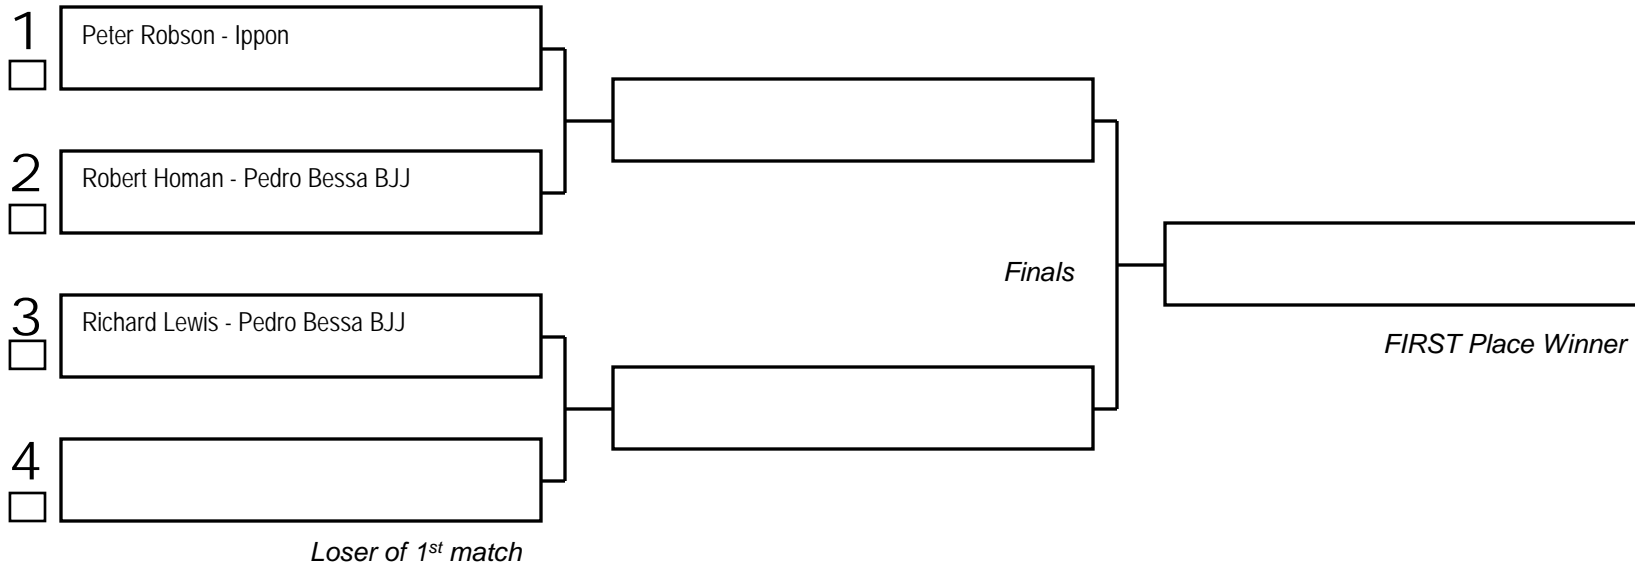 1
Peter Robson - Ippon
2
Robert Homan - Pedro Bessa BJJ
Finals
3
Richard Lewis - Pedro Bessa BJJ
FIRST Place Winner
4
Loser of 1st match